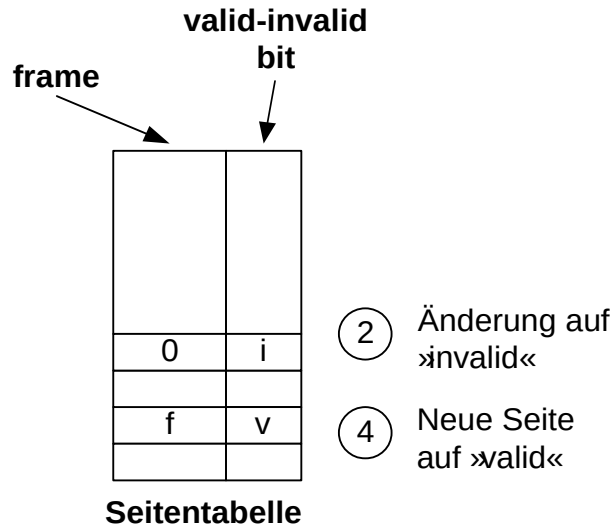 valid-invalid
bit
frame
0 i
2 Änderung auf
»invalid«
f v
4 Neue Seite
auf »valid«
Seitentabelle